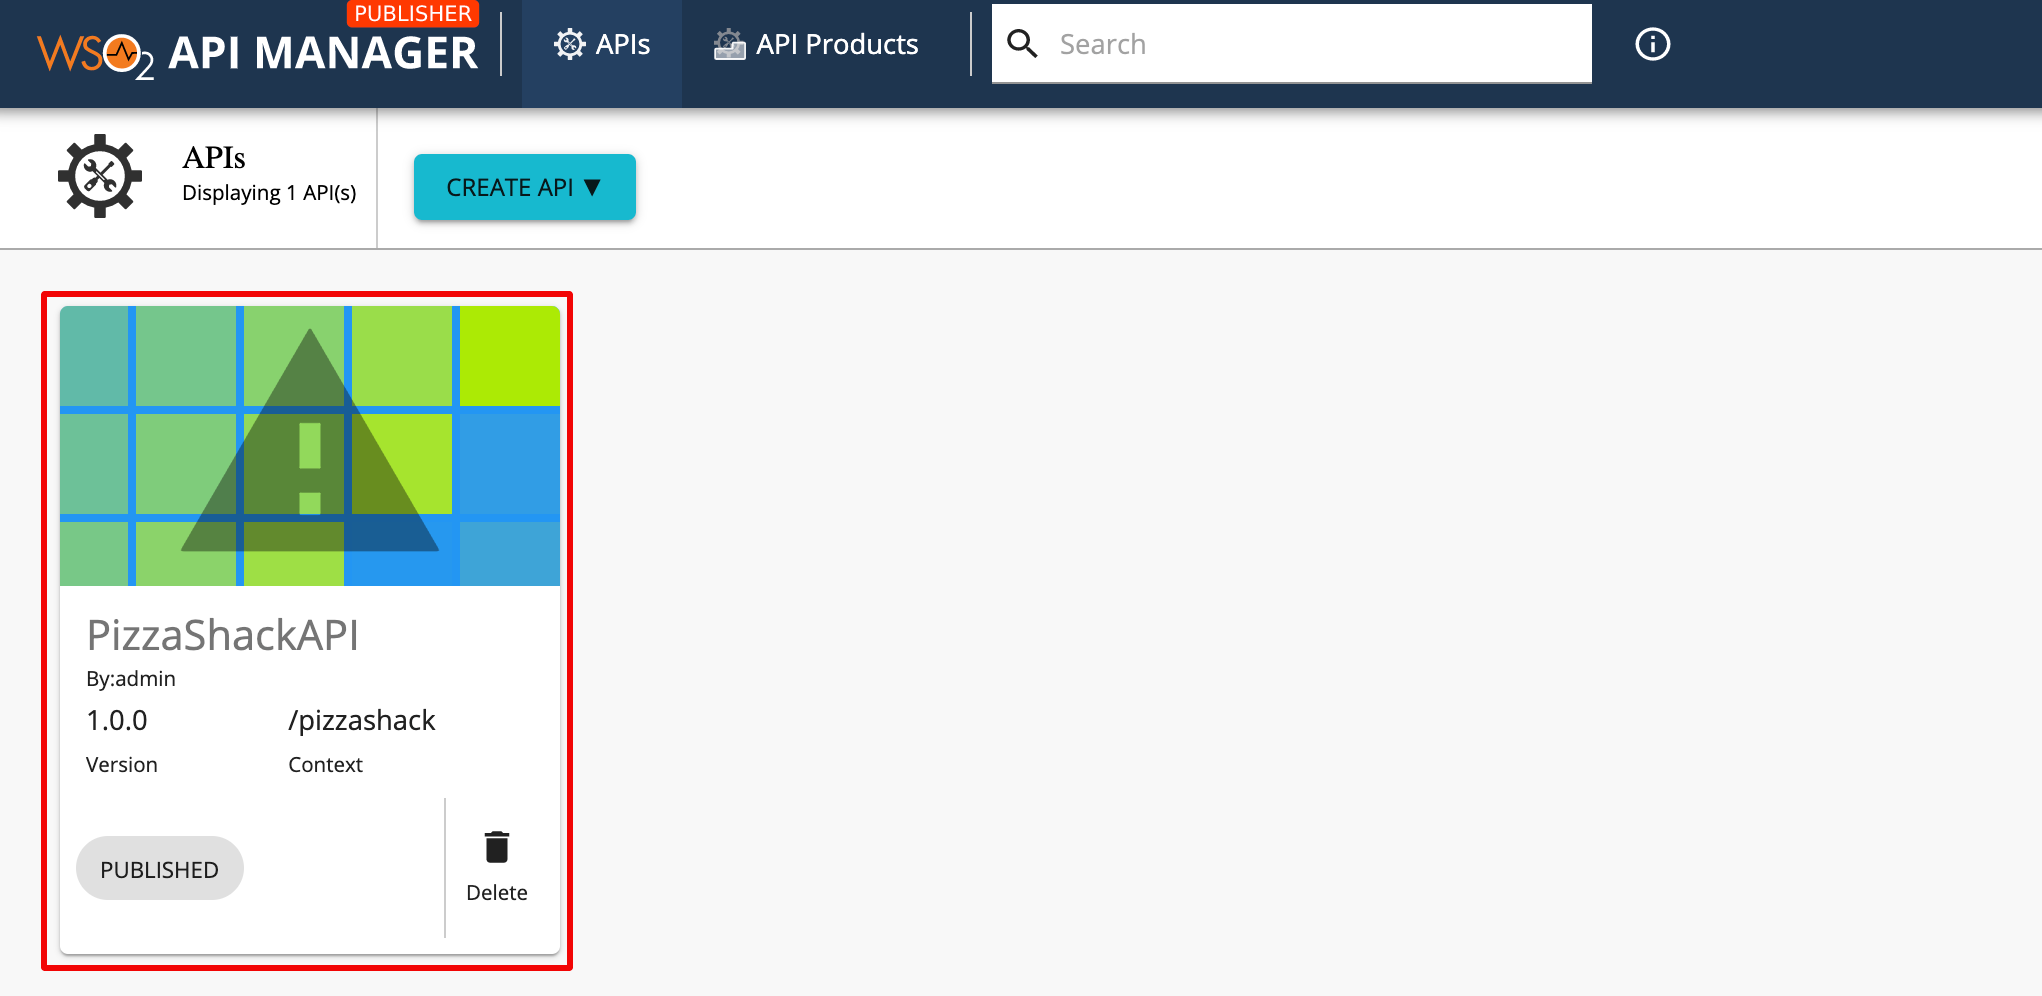 PUBLISHER
WSO2 API MANAGER
APIs
API Products
Search
APIs
Displaying 1 API(s)
CREATE API ▼
PizzaShackAPI
By:admin
1.0.0
/pizzashack
Version
Context
PUBLISHED
Delete